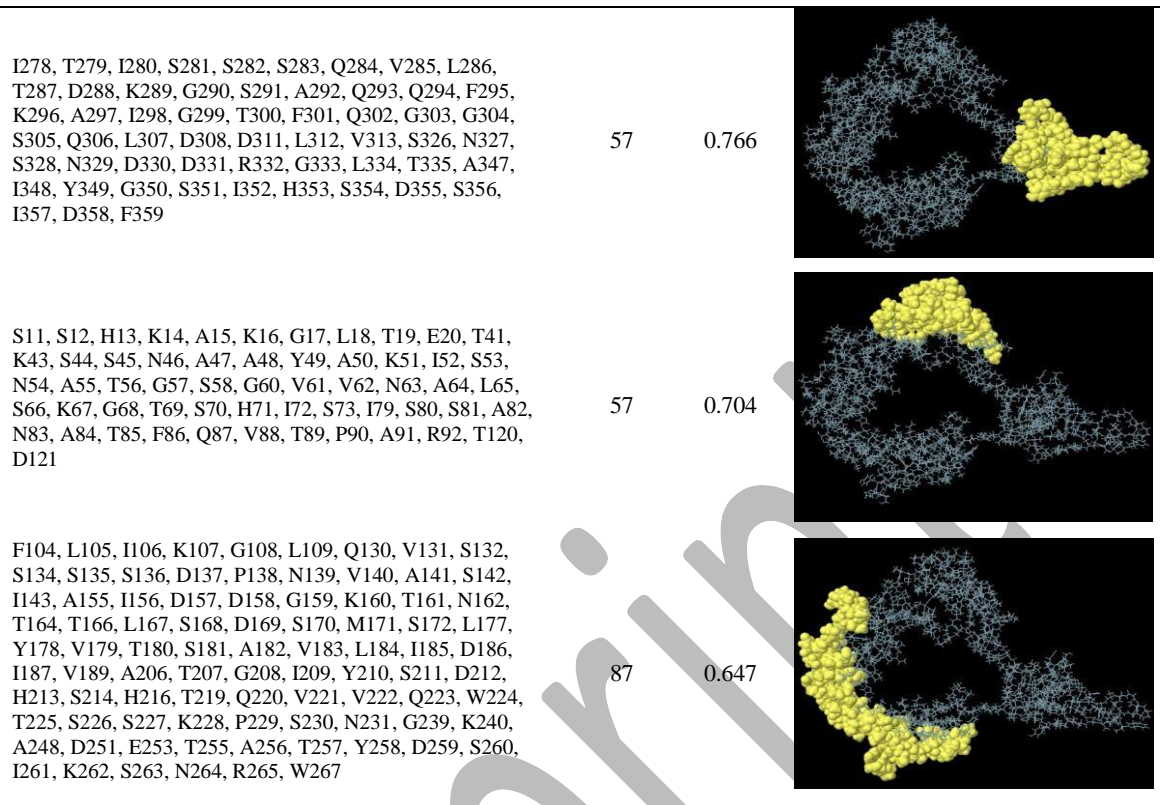 I278, T279, I280, S281, S282, S283, Q284, V285, L286,
T287, D288, K289, G290, S291, A292, Q293, Q294, F295,
K296, A297, I298, G299, T300, F301, Q302, G303, G304,
S305, Q306, L307, D308, D311, L312, V313, S326, N327,
S328, N329, D330, D331, R332, G333, L334, T335, A347,
I348, Y349, G350, S351, I352, H353, S354, D355, S356,
I357, D358, F359
57
0.766
S11, S12, H13, K14, A15, K16, G17, L18, T19, E20, T41,
K43, S44, S45, N46, A47, A48, Y49, A50, K51, I52, S53,
N54, A55, T56, G57, S58, G60, V61, V62, N63, A64, L65,
S66, K67, G68, T69, S70, H71, I72, S73, I79, S80, S81, A82,
N83, A84, T85, F86, Q87, V88, T89, P90, A91, R92, T120,
D121
57
0.704
F104, L105, I106, K107, G108, L109, Q130, V131, S132,
S134, S135, S136, D137, P138, N139, V140, A141, S142,
I143, A155, I156, D157, D158, G159, K160, T161, N162,
T164, T166, L167, S168, D169, S170, M171, S172, L177,
Y178, V179, T180, S181, A182, V183, L184, I185, D186,
I187, V189, A206, T207, G208, I209, Y210, S211, D212,
H213, S214, H216, T219, Q220, V221, V222, Q223, W224,
T225, S226, S227, K228, P229, S230, N231, G239, K240,
A248, D251, E253, T255, A256, T257, Y258, D259, S260,
I261, K262, S263, N264, R265, W267
87
0.647